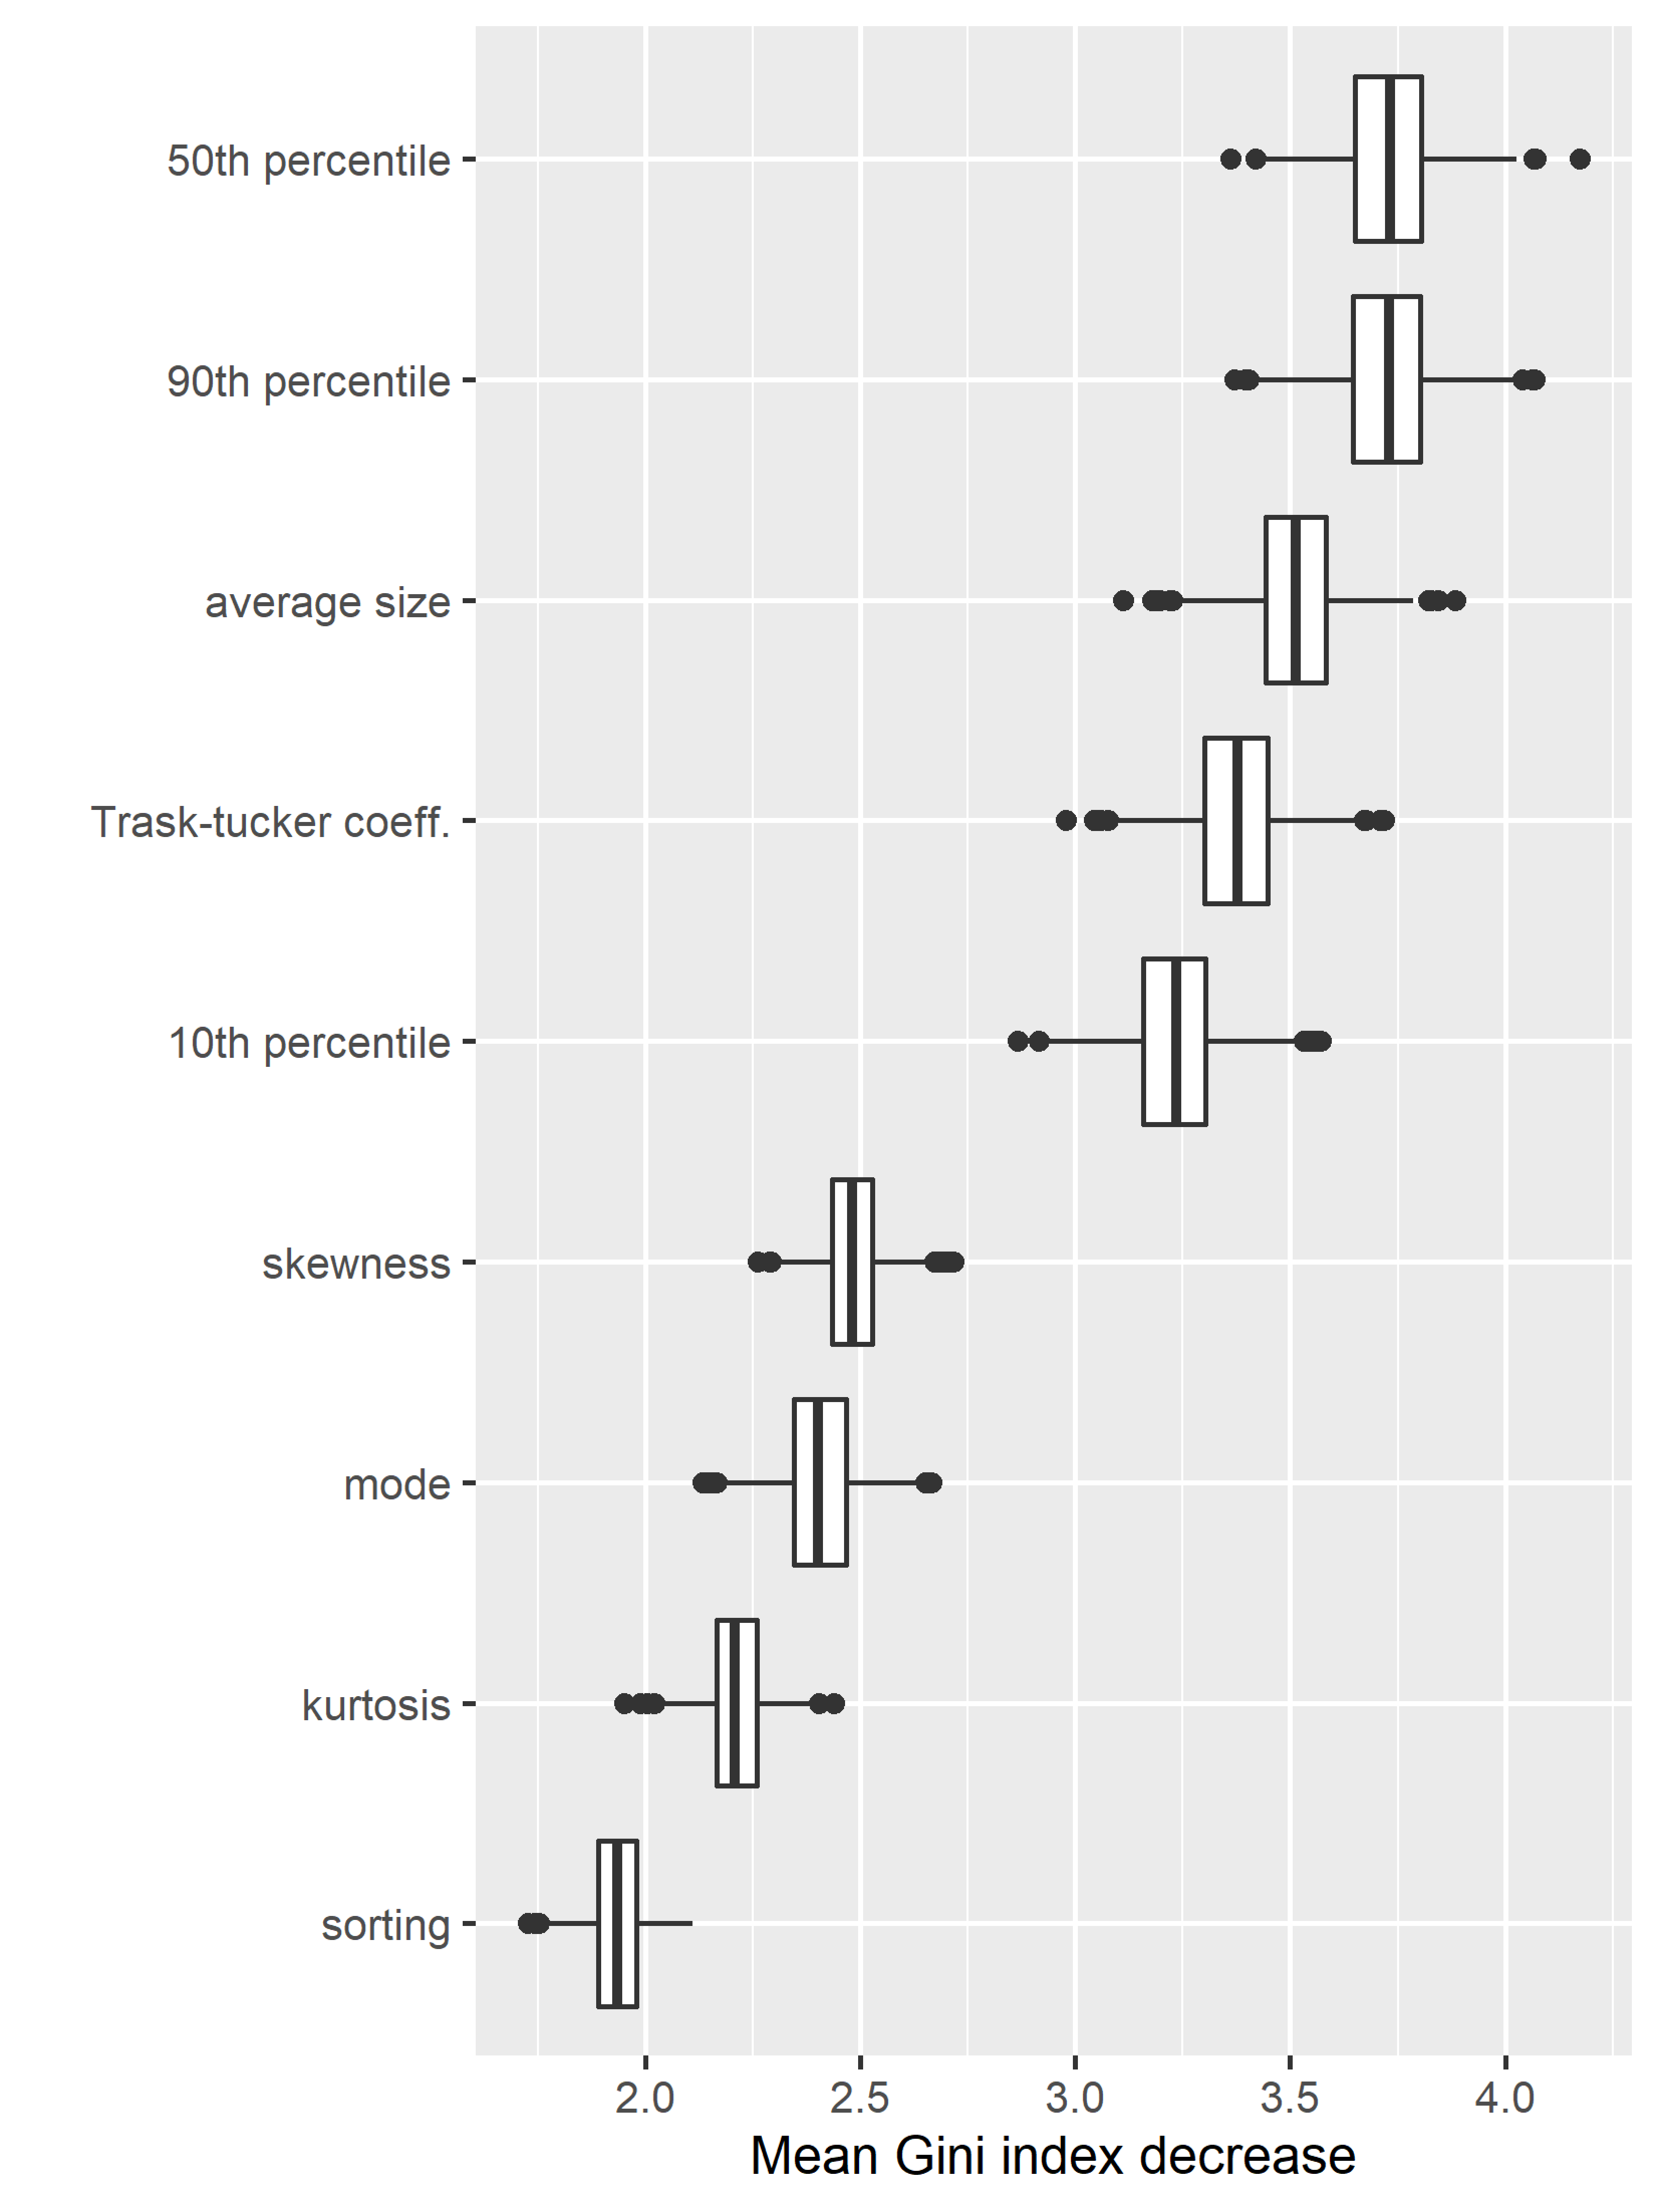 50th percentile
90th percentile
average size
Trask-tucker coeff.
10th percentile
skewness
mode
kurtosis
sorting
2.0 2.5 3.0 3.5 4.0
Mean Gini index decrease